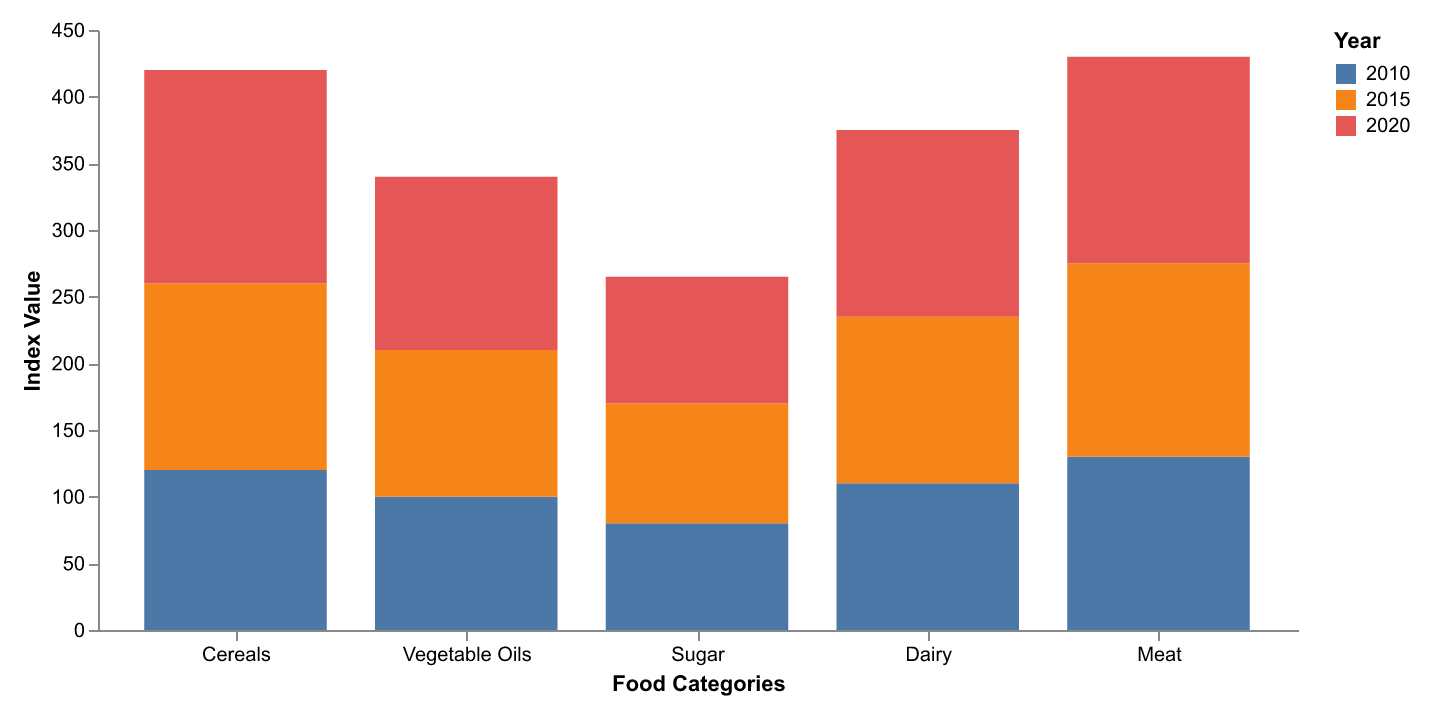 450
400
350
300
250
200
150
100
50
0
Index Value
Cereals
Vegetable Oils
Sugar
Dairy
Meat
Food Categories
Year
2010
2015
2020